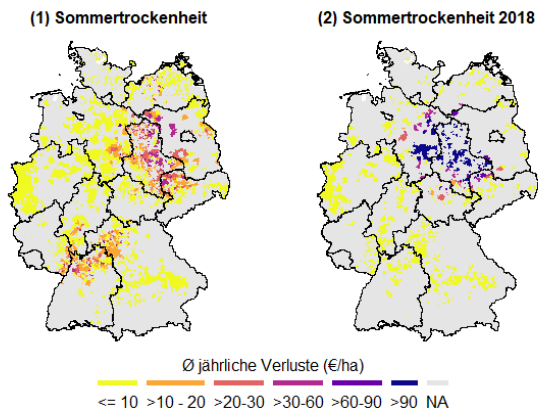 (1) Sommertrockenheit
(2) Sommertrockenheit 2018
Ø jährliche Verluste (€/ha)
<= 10 >10 - 20 >20-30 >30-60 >60-90 >90 NA